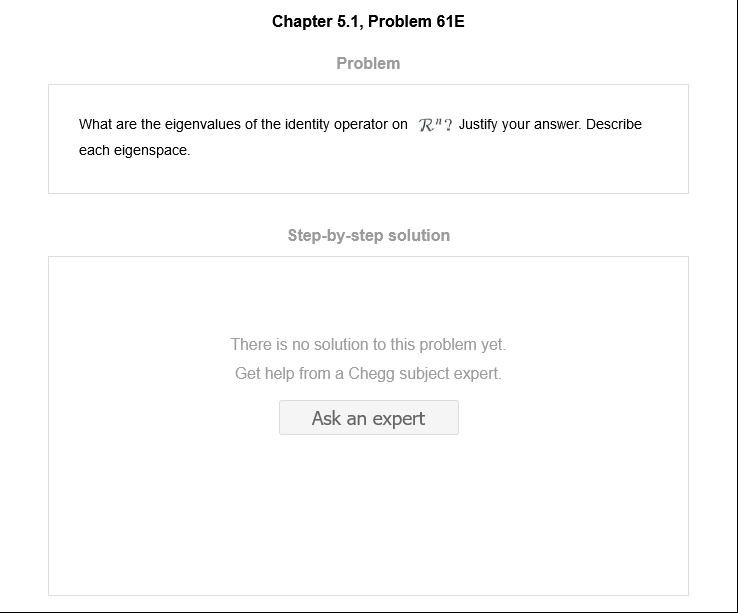 Chapter 5.1, Problem 61E
Problem
What are the eigenvalues of the identity operator on 𝓡ⁿ? Justify your answer. Describe
each eigenspace.
Step-by-step solution
There is no solution to this problem yet.
Get help from a Chegg subject expert.
Ask an expert